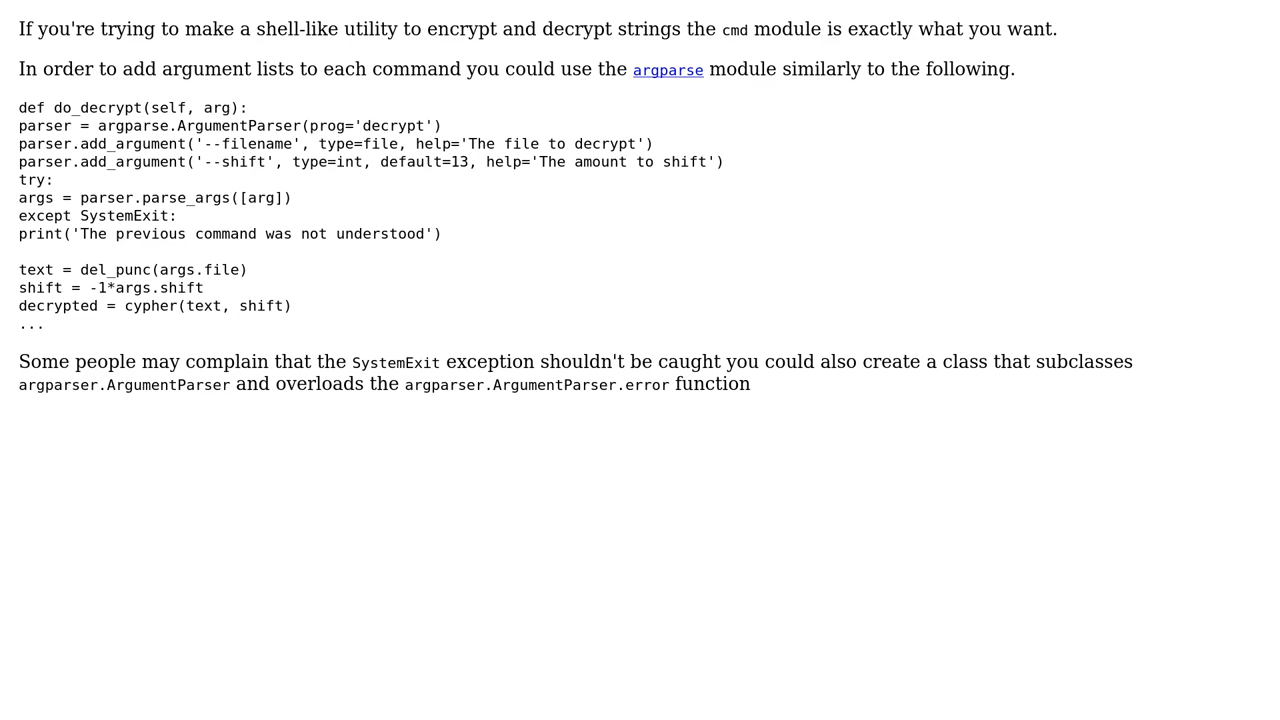 If you're trying to make a shell-like utility to encrypt and decrypt strings the cmd module is exactly what you want.
In order to add argument lists to each command you could use the argparse module similarly to the following.
def do_decrypt(self, arg):
parser = argparse.ArgumentParser(prog='decrypt')
parser.add_argument('--filename', type=file, help='The file to decrypt')
parser.add_argument('--shift', type=int, default=13, help='The amount to shift')
try:
args = parser.parse_args([arg])
except SystemExit:
print('The previous command was not understood')
text = del_punc(args.file)
shift = -1*args.shift
decrypted = cypher(text, shift)
...
Some people may complain that the SystemExit exception shouldn't be caught you could also create a class that subclasses
argparser.ArgumentParser and overloads the argparser.ArgumentParser.error function